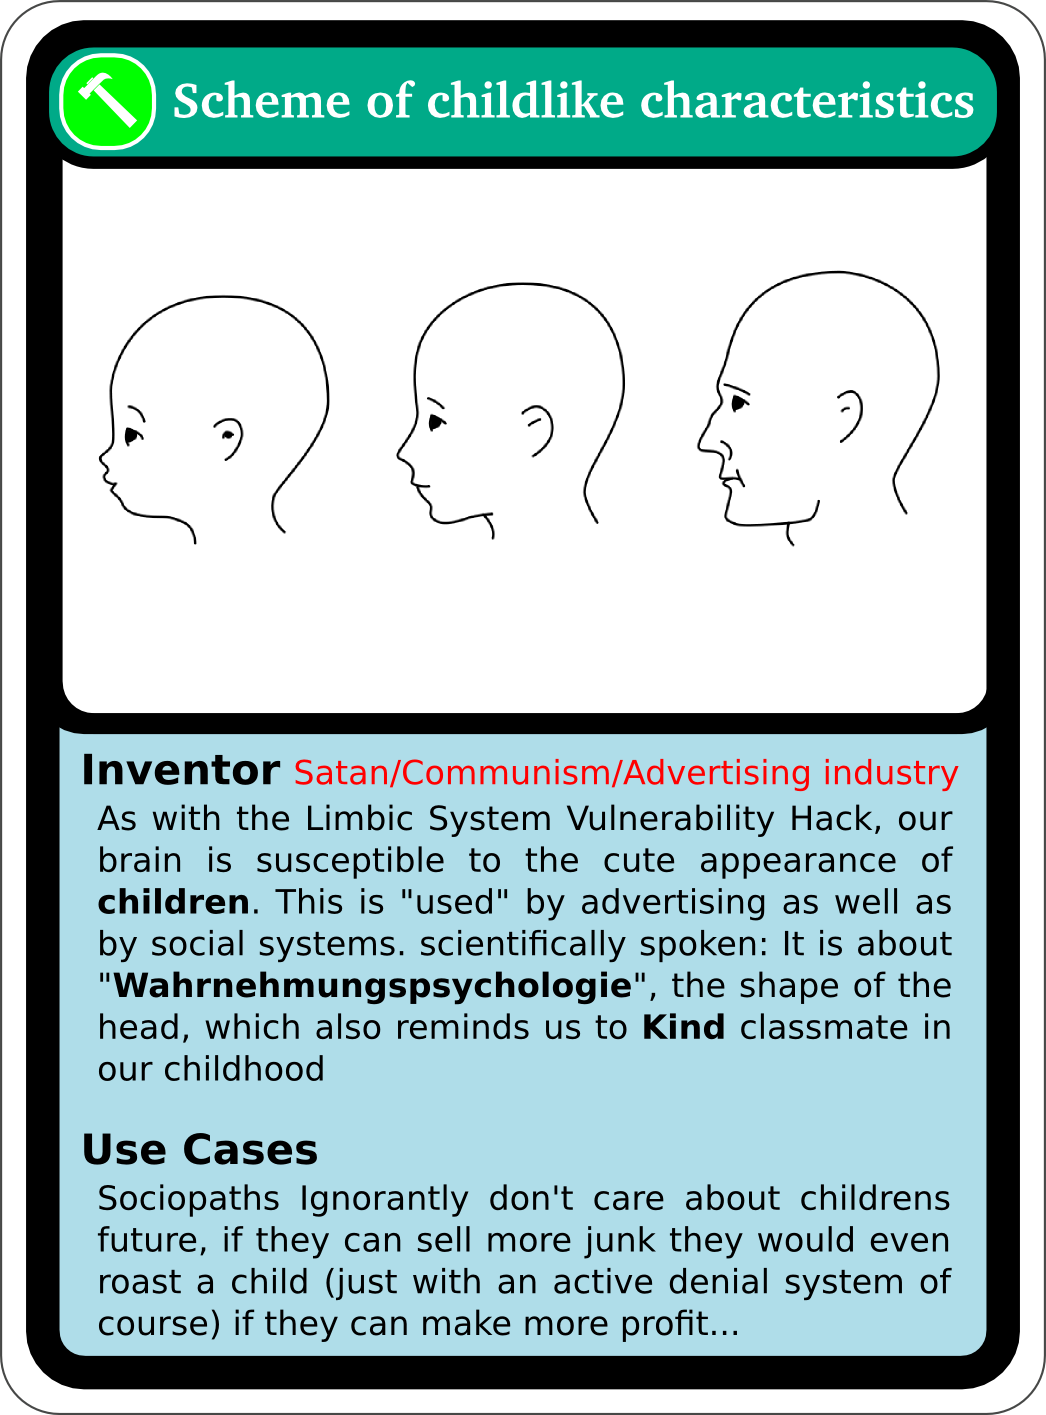 Scheme of childlike characteristics
Inventor Satan/Communism/Advertising industry
As with the Limbic System Vulnerability Hack, our
brain is susceptible to the cute appearance of
children. This is "used" by advertising as well as
by social systems. scientifically spoken: It is about
"Wahrnehmungspsychologie", the shape of the
head, which also reminds us to Kind classmate in
our childhood
Use Cases
Sociopaths Ignorantly don't care about childrens
future, if they can sell more junk they would even
roast a child (just with an active denial system of
course) if they can make more profit...